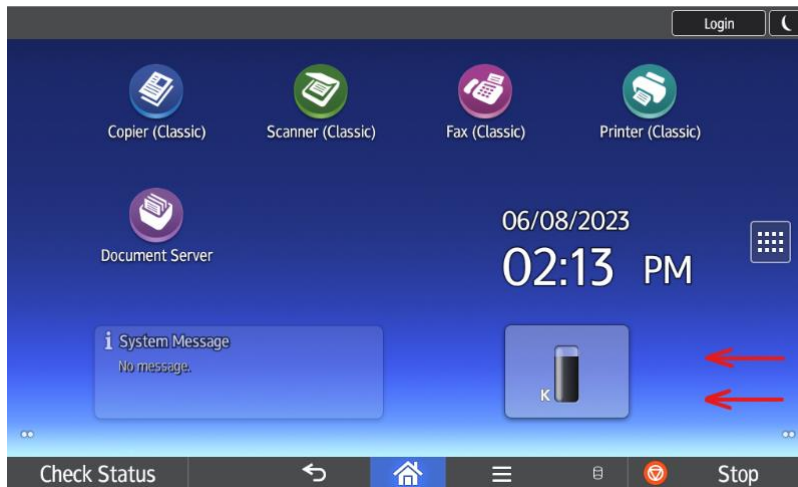 Login
Copier (Classic)
Scanner (Classic)
Fax (Classic)
Printer (Classic)
Document Server
06/08/2023
02:13 PM
System Message
No message.
K
Check Status
Stop